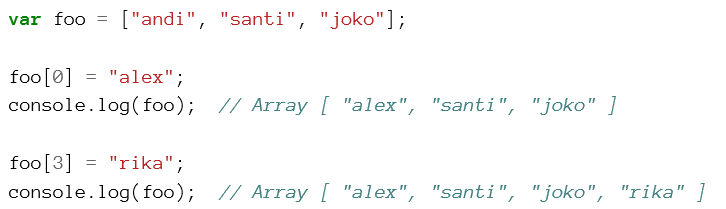 var foo = ["andi", "santi", "joko"];
foo[0] = "alex";
console.log(foo);  // Array [ "alex", "santi", "joko" ]
foo[3] = "rika";
console.log(foo);  // Array [ "alex", "santi", "joko", "rika" ]